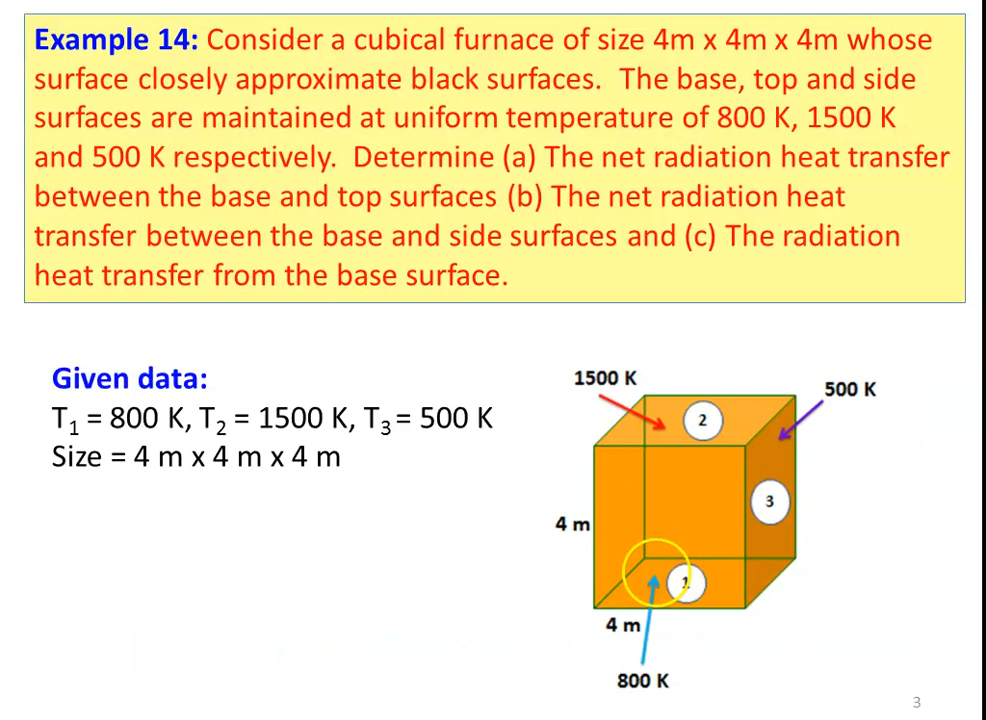 Example 14: Consider a cubical furnace of size 4m x 4m x 4m whose
surface closely approximate black surfaces. The base, top and side
surfaces are maintained at uniform temperature of 800 K, 1500 K
and 500 K respectively. Determine (a) The net radiation heat transfer
between the base and top surfaces (b) The net radiation heat
transfer between the base and side surfaces and (c) The radiation
heat transfer from the base surface.
Given data:
T₁ = 800 K, T₂ = 1500 K, T₃ = 500 K
Size = 4 m x 4 m x 4 m
1500 K
500 K
2
3
4 m
1
4 m
800 K
3